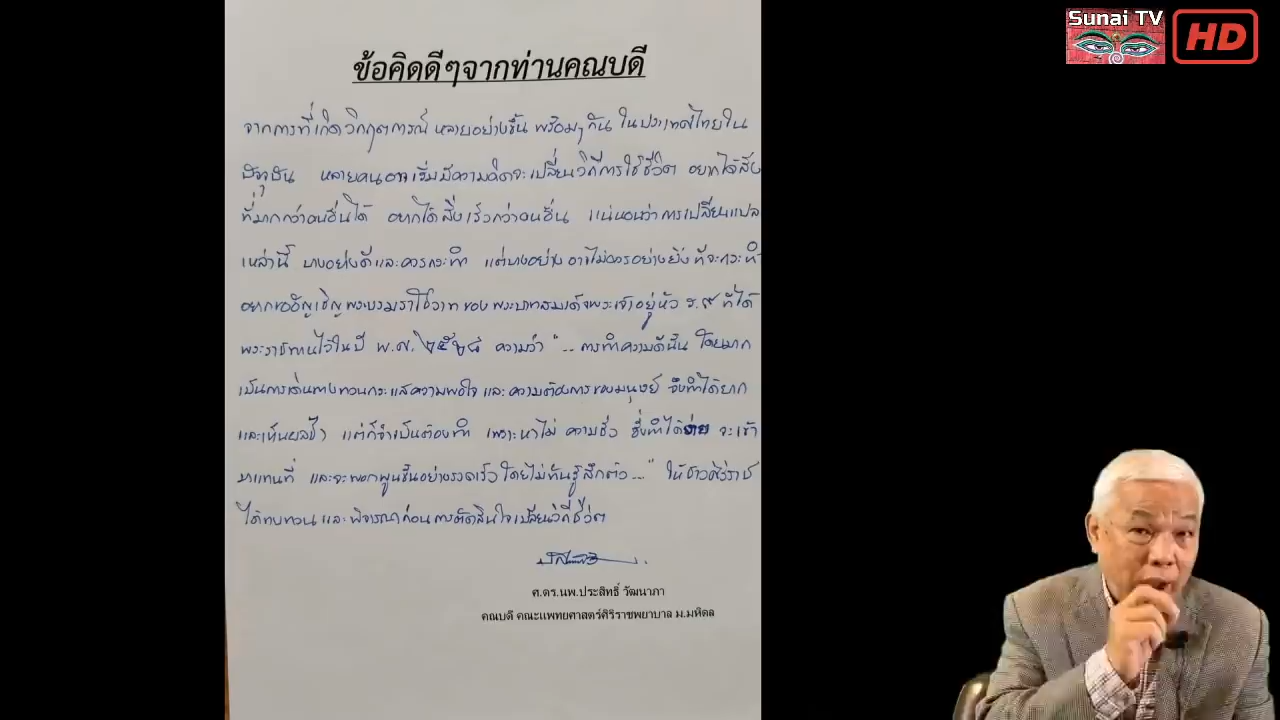 Sunai TV
HD
ข้อคิดดีๆจากท่านคณบดี
จากการที่เกิดวิกฤตการณ์ หลายอย่างขึ้น พร้อมๆกัน ในประเทศไทยใน
ปัจจุบัน หลายคนอาจเริ่มมีความคิดจะเปลี่ยนวิถีการใช้ชีวิต อยากได้สิ่ง
ที่มากกว่าคนอื่นได้ อยากได้สิ่งเร็วกว่าคนอื่น แน่นอนว่าการเปลี่ยนแปล
เหล่านี้ บางอย่างดีและควรกระทำ แต่บางอย่าง อาจไม่ควรอย่างยิ่ง ที่จะกระทำ
อยากขออัญเชิญพระบรมราโชวาท ของ พระบาทสมเด็จพระเจ้าอยู่หัว ร.๙ ที่ได้
พระราชทานไว้ในปี พ.ศ. ๒๕๒๘ ความว่า "... การทำความดีนั้น โดยมาก
เป็นการเดินทางทวนกระแสความพอใจ และ ความต้องการของมนุษย์ จึงทำได้ยาก
และเห็นผลช้า แต่ก็จำเป็นต้องทำ เพราะหาไม่ ความชั่ว ซึ่งทำได้ง่าย จะเข้า
มาแทนที่ และจะพอกพูนขึ้นอย่างรวดเร็วโดยไม่ทันรู้สึกตัว..." ให้ชาวศิริราช
ได้ทบทวน และพิจารณาก่อนการตัดสินใจเปลี่ยนวิถีชีวิต
ศ.ดร.นพ.ประสิทธิ์ วัฒนาภา
คณบดี คณะแพทยศาสตร์ศิริราชพยาบาล ม.มหิดล